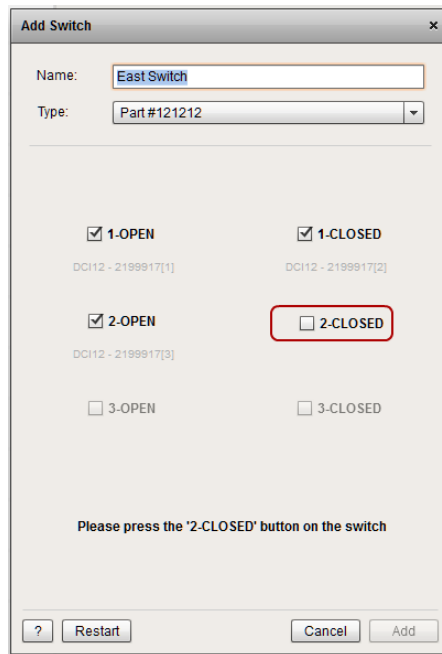 Add Switch ×
Name: East Switch
Type: Part #121212
1-OPEN 1-CLOSED
DCI12 - 2199917[1] DCI12 - 2199917[2]
2-OPEN 2-CLOSED
DCI12 - 2199917[3]
3-OPEN 3-CLOSED
Please press the '2-CLOSED' button on the switch
? Restart Cancel Add